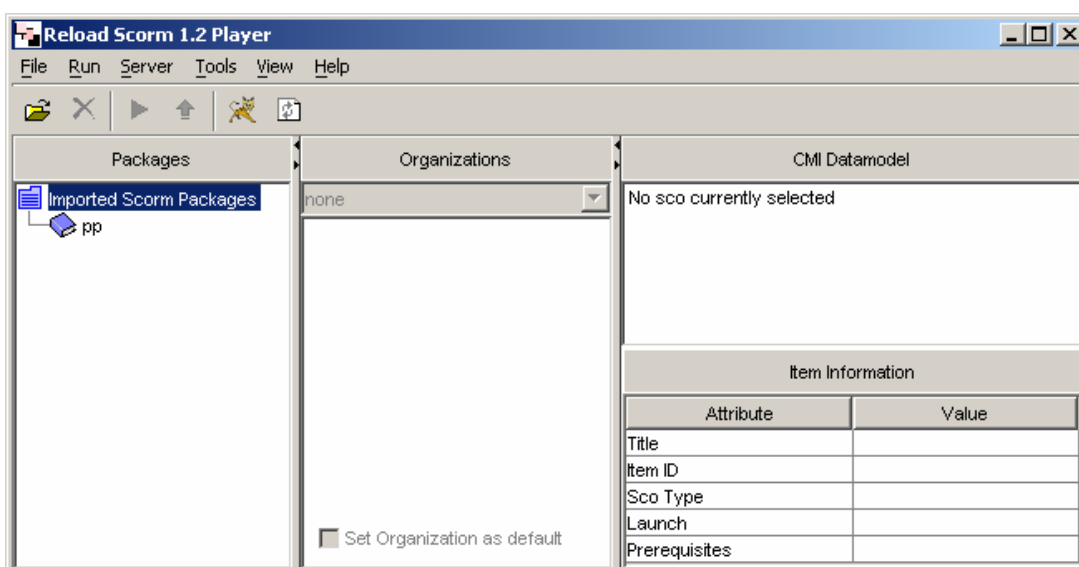 Reload Scorm 1.2 Player
File Run Server Tools View Help
Packages
Organizations
CMI Datamodel
Imported Scorm Packages
pp
none
Set Organization as default
No sco currently selected
Item Information
Attribute Value
Title
Item ID
Sco Type
Launch
Prerequisites